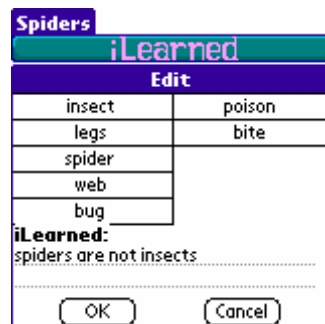 Spiders
iLearned
Edit
insect poison
legs bite
spider
web
bug
iLearned:
spiders are not insects
OK Cancel